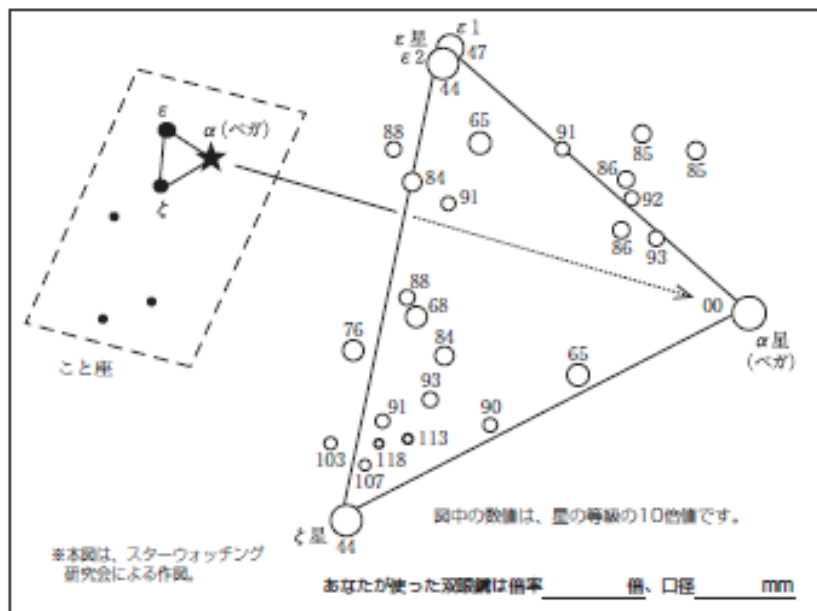 ε星
ε1
ε2
47
44
88
65
91
85
85
86
84
92
91
86
93
ε
α(ベガ)
ζ
00
α星
(ベガ)
88
68
76
84
65
こと座
93
91
90
103
118
113
107
ζ星
44
図中の数値は、星の等級の10倍値です。
※本図は、スターウォッチング
研究会による作図。
あなたが使った双眼鏡は倍率 倍、口径 mm